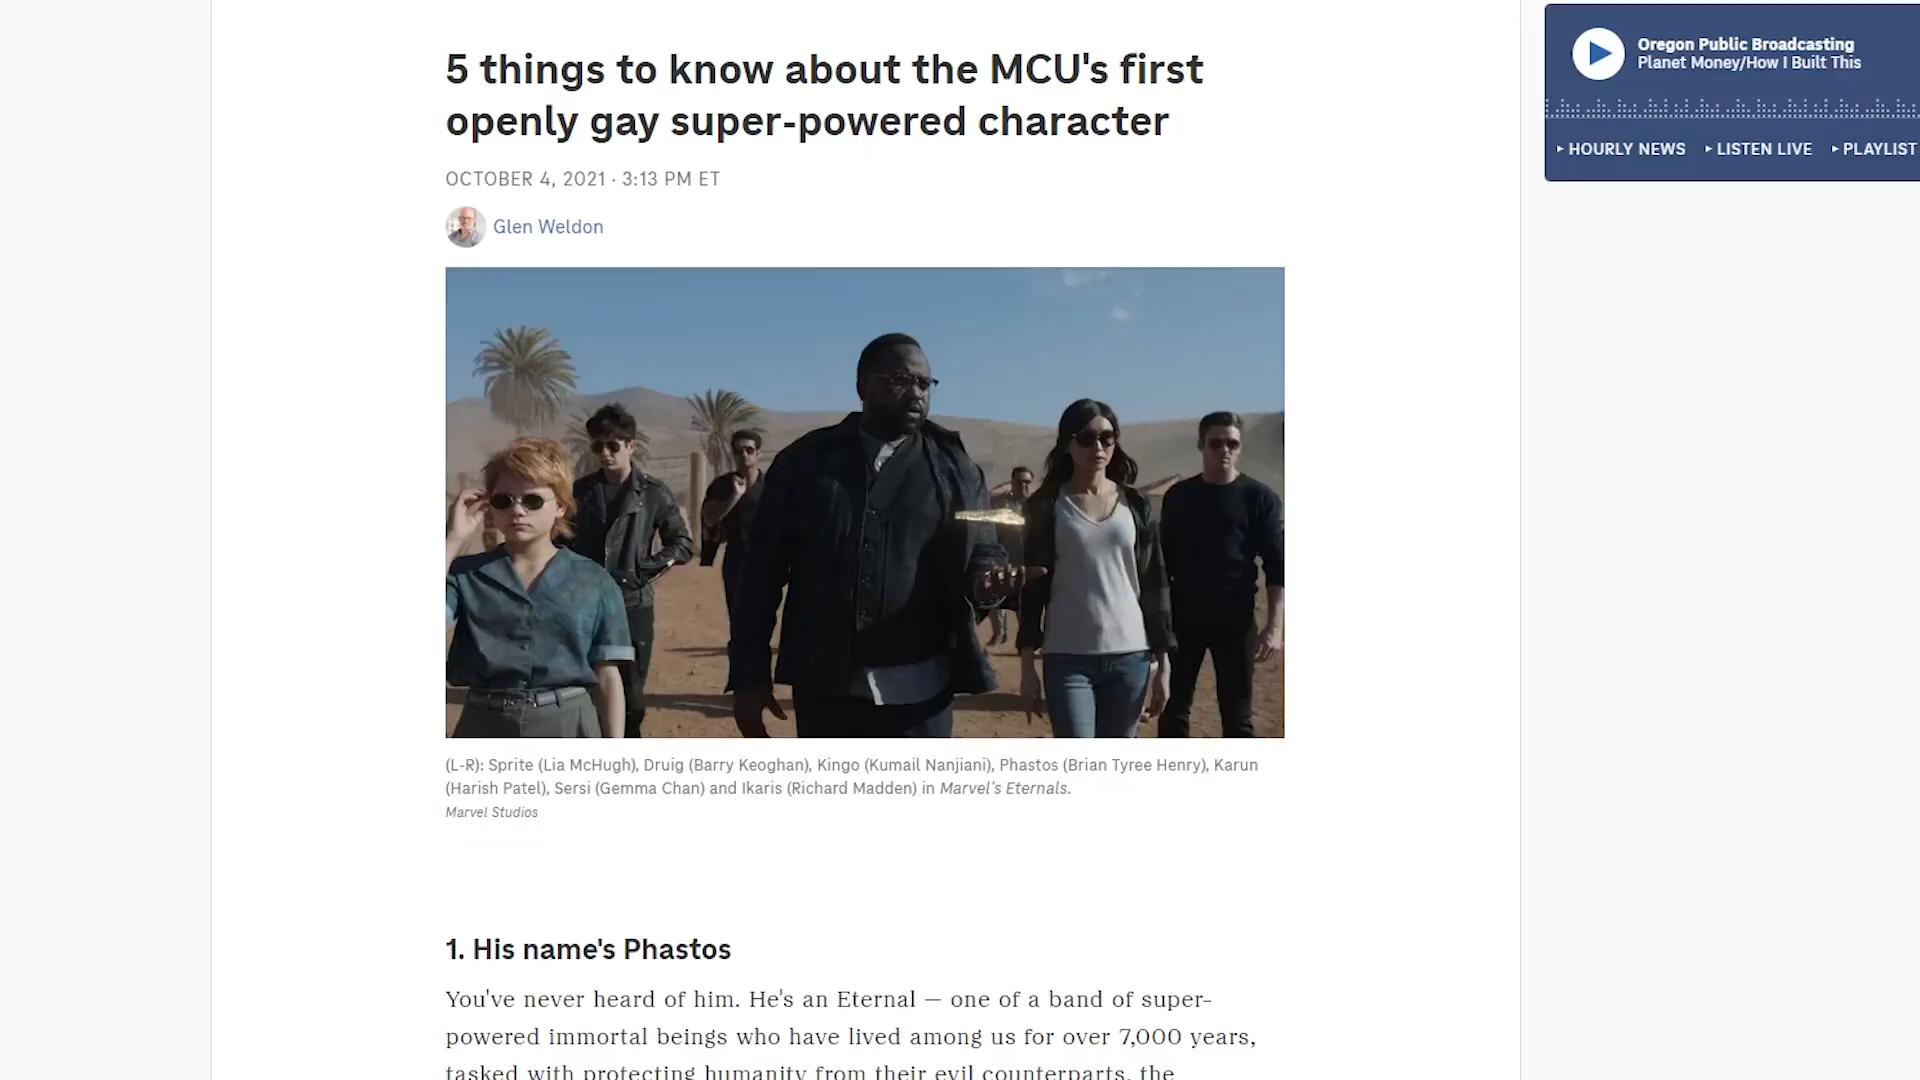 5 things to know about the MCU's first
openly gay super-powered character
OCTOBER 4, 2021 · 3:13 PM ET
Glen Weldon
(L-R): Sprite (Lia McHugh), Druig (Barry Keoghan), Kingo (Kumail Nanjiani), Phastos (Brian Tyree Henry), Karun
(Harish Patel), Sersi (Gemma Chan) and Ikaris (Richard Madden) in Marvel's Eternals.
Marvel Studios
1. His name's Phastos
You've never heard of him. He's an Eternal — one of a band of super-
powered immortal beings who have lived among us for over 7,000 years,
tasked with protecting humanity from their evil counterparts, the
Oregon Public Broadcasting
Planet Money/How I Built This
HOURLY NEWS LISTEN LIVE PLAYLIST